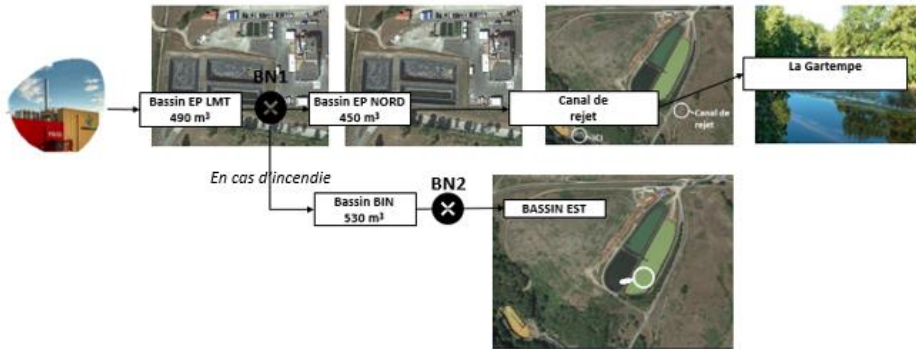 BN1
Bassin EP LMT
490 m³
Bassin EP NORD
450 m³
Canal de
rejet
La Gartempe
Canal de
rejet
ICI
En cas d'incendie
BN2
Bassin BIN
530 m³
BASSIN EST